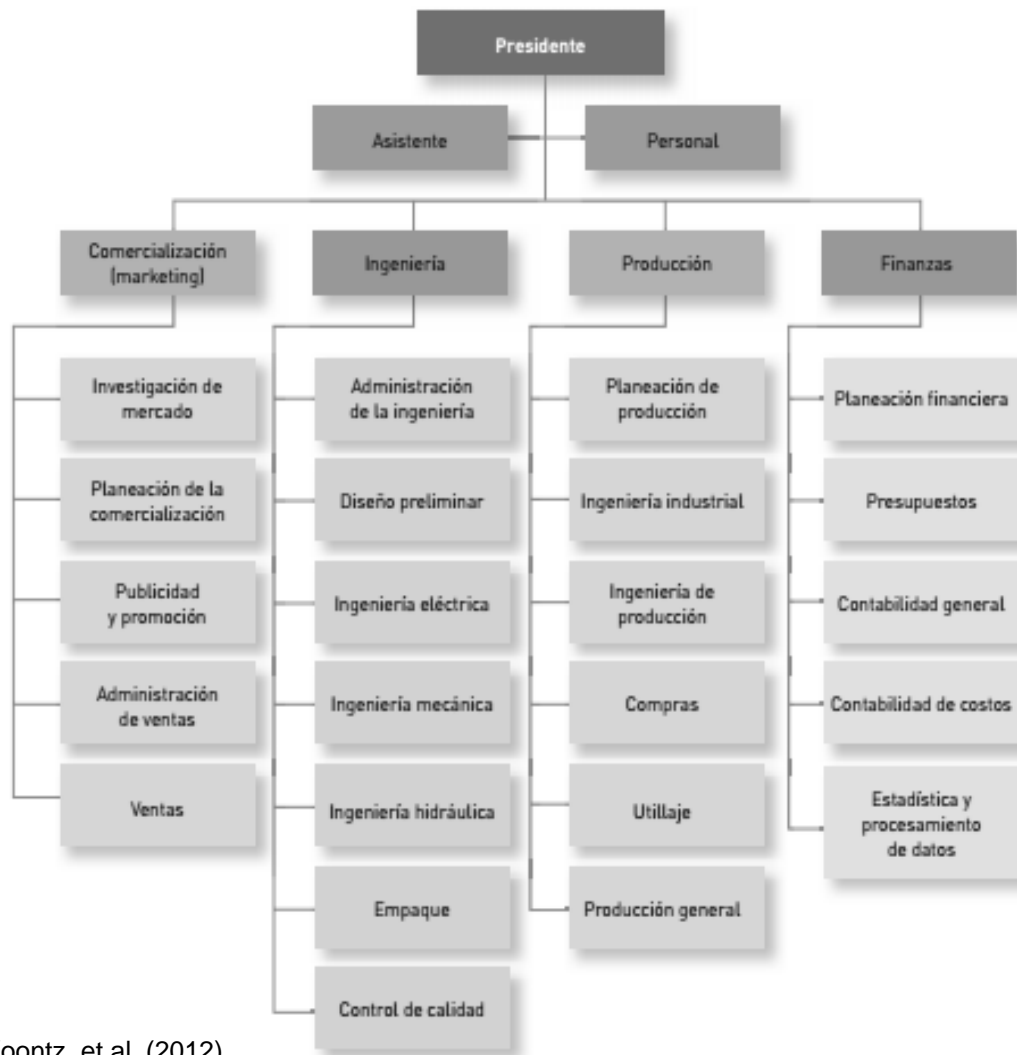 Presidente
Asistente
Personal
Comercialización
(marketing)
Ingeniería
Producción
Finanzas
Investigación de
mercado
Planeación de la
comercialización
Publicidad
y promoción
Administración
de ventas
Ventas
Administración
de la ingeniería
Diseño preliminar
Ingeniería eléctrica
Ingeniería mecánica
Ingeniería hidráulica
Empaque
Control de calidad
Planeación de
producción
Ingeniería industrial
Ingeniería de
producción
Compras
Utillaje
Producción general
Planeación financiera
Presupuestos
Contabilidad general
Contabilidad de costos
Estadística y
procesamiento
de datos
oontz, et al. (2012)